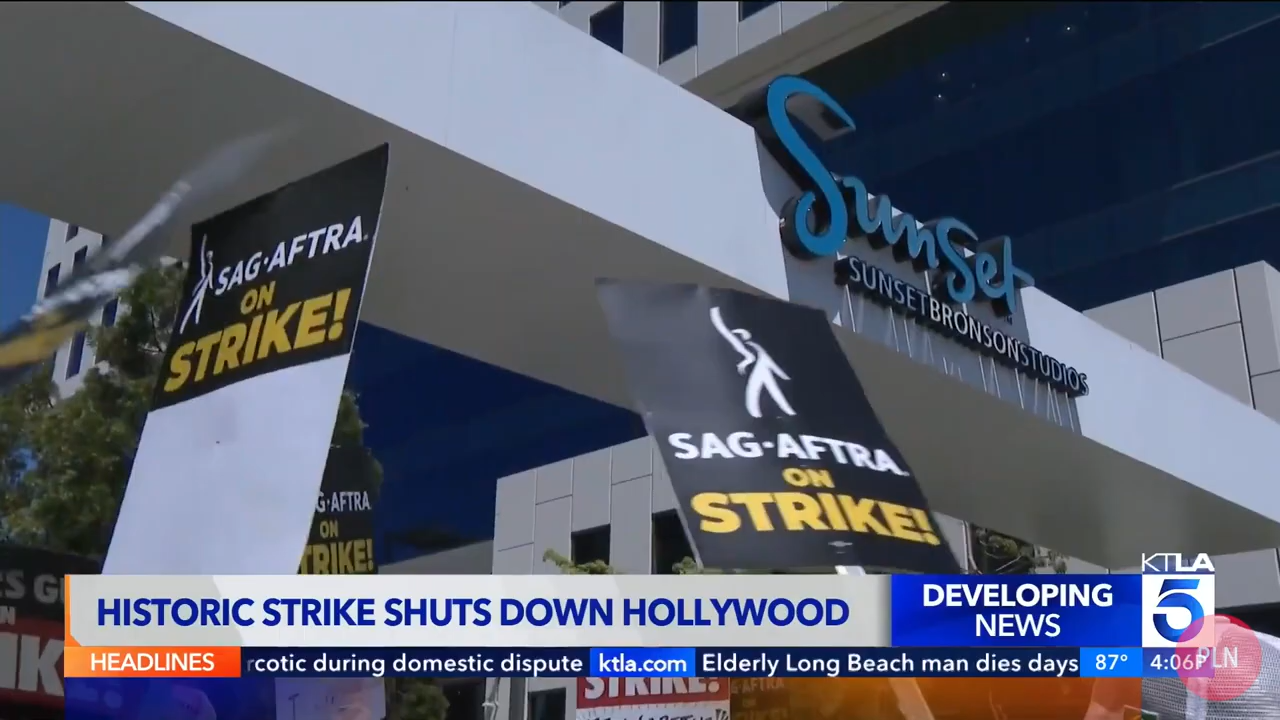 Sunset
SUNSETBRONSONSTUDIOS
SAG·AFTRA®
ON
STRIKE!
SAG-AFTRA
ON
STRIKE!
G·AFTRA
ON
TRIKE!
KTLA
5
HISTORIC STRIKE SHUTS DOWN HOLLYWOOD
DEVELOPING
NEWS
HEADLINES
rcotic during domestic dispute
ktla.com
Elderly Long Beach man dies days
87°
4:06P
PLN
STRIKE!